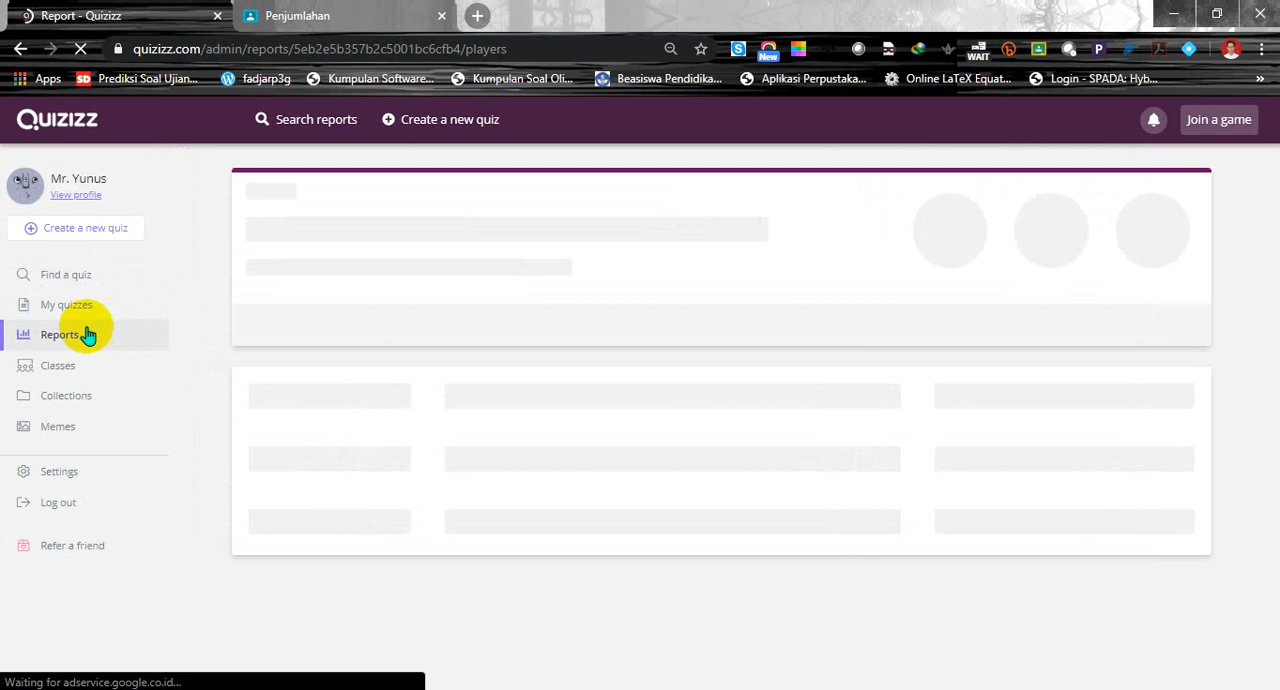 Report - Quizizz
Penjumlahan
quizizz.com/admin/reports/5eb2e5b357b2c5001bc6cfb4/players
New
WAIT
Apps
Prediksi Soal Ujian...
fadjarp3g
Kumpulan Software...
Kumpulan Soal Oli...
Beasiswa Pendidika...
Aplikasi Perpustaka...
Online LaTeX Equat...
Login - SPADA: Hyb...
Quizizz
Search reports
Create a new quiz
Join a game
Mr. Yunus
View profile
Create a new quiz
Find a quiz
My quizzes
Reports
Classes
Collections
Memes
Settings
Log out
Refer a friend
Waiting for adservice.google.co.id...